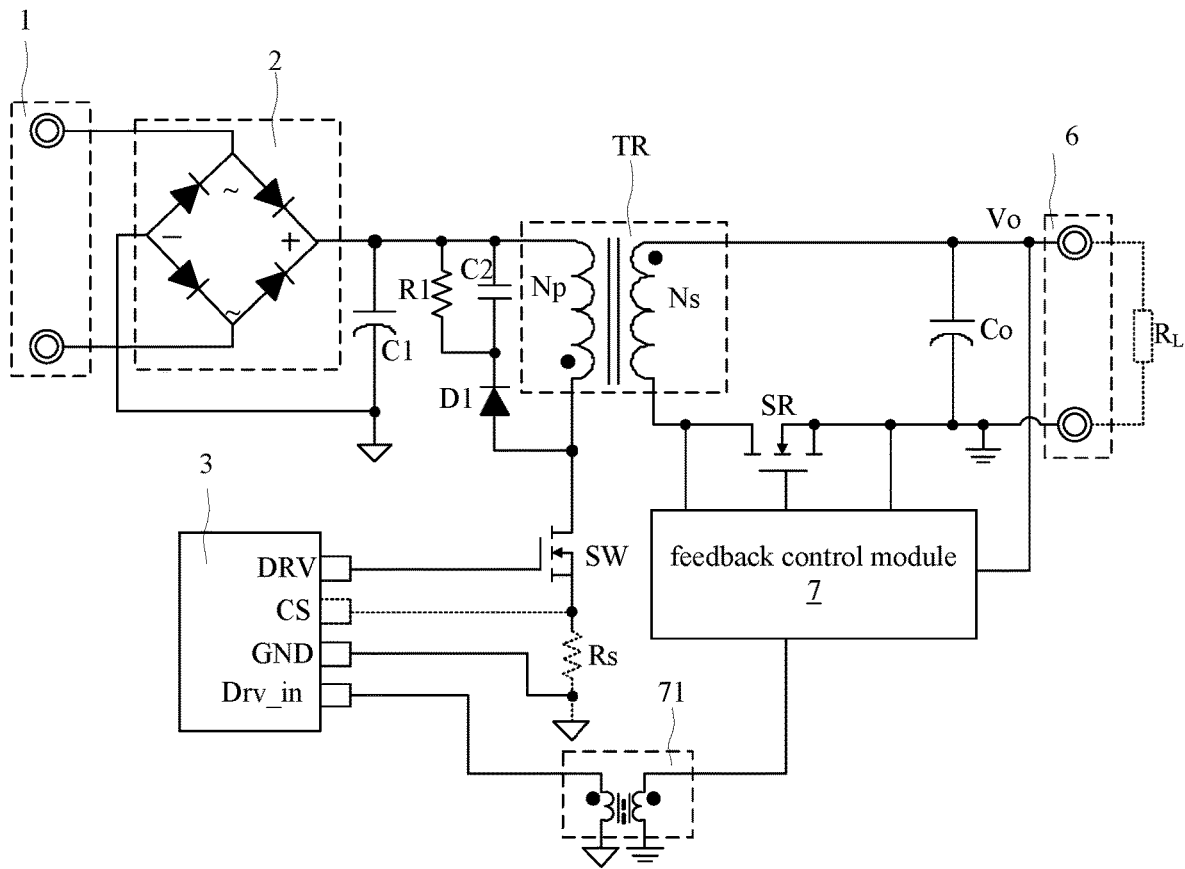 1
2
TR
6
Vo
~
−
+
~
R1
C2
Np
Ns
C1
Co
RL
D1
SR
3
DRV
CS
GND
Drv_in
SW
Rs
feedback control module
7
71